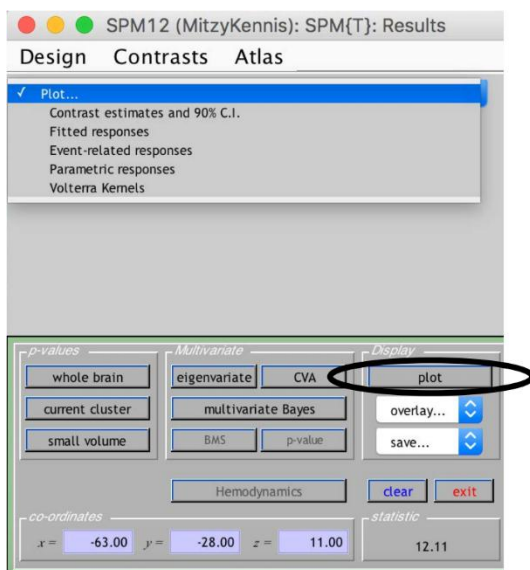 SPM12 (MitzyKennis): SPM{T}: Results
Design Contrasts Atlas
✓ Plot...
Contrast estimates and 90% C.I.
Fitted responses
Event-related responses
Parametric responses
Volterra Kernels
p-values Multivariate Display
whole brain eigenvariate CVA plot
current cluster multivariate Bayes overlay...
small volume BMS p-value save...
Hemodynamics clear exit
co-ordinates statistic
x = -63.00 y = -28.00 z = 11.00 12.11